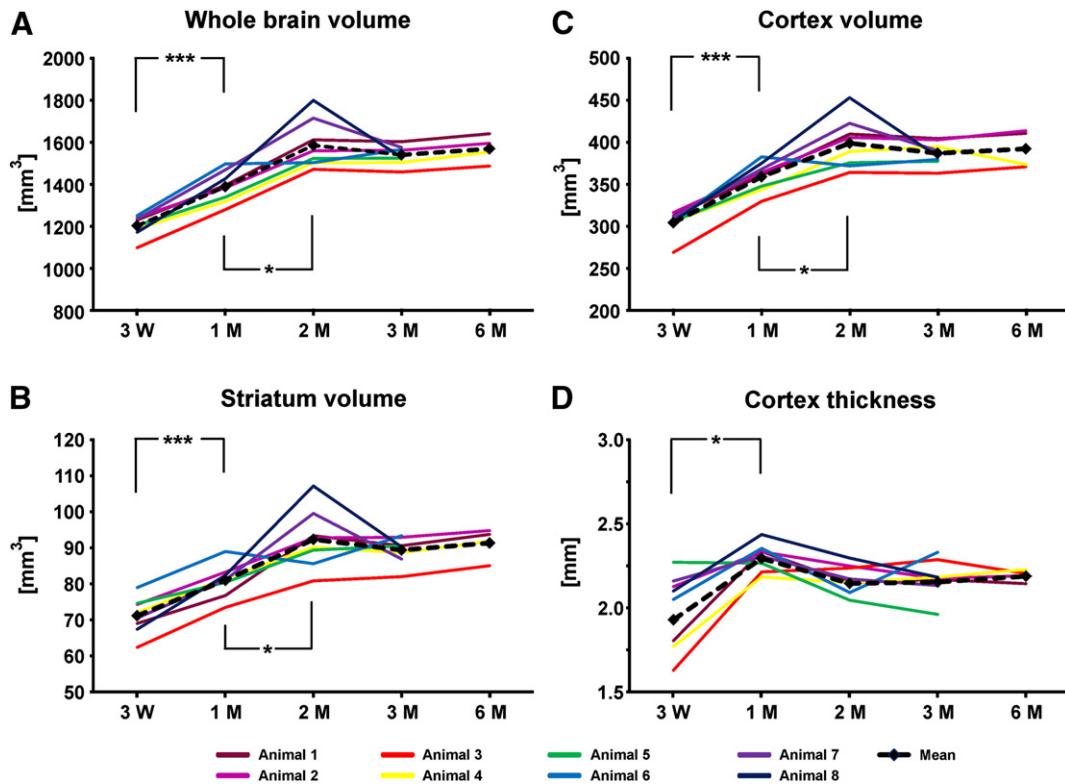 A
Whole brain volume
[mm³]
2000
1800
1600
1400
1200
1000
800
***
*
3 W 1 M 2 M 3 M 6 M
C
Cortex volume
[mm³]
500
450
400
350
300
250
200
***
*
3 W 1 M 2 M 3 M 6 M
B
Striatum volume
[mm³]
120
110
100
90
80
70
60
50
***
*
3 W 1 M 2 M 3 M 6 M
D
Cortex thickness
[mm]
3.0
2.5
2.0
1.5
*
3 W 1 M 2 M 3 M 6 M
Animal 1 Animal 3 Animal 5 Animal 7 Mean
Animal 2 Animal 4 Animal 6 Animal 8